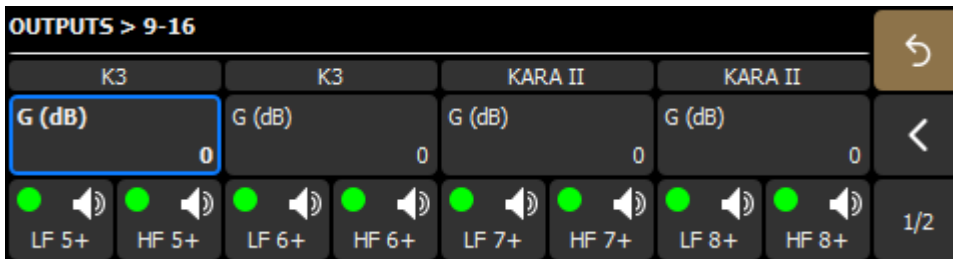 OUTPUTS > 9-16
K3 K3 KARA II KARA II
G (dB) G (dB) G (dB) G (dB)
0 0 0 0
LF 5+ HF 5+ LF 6+ HF 6+ LF 7+ HF 7+ LF 8+ HF 8+
1/2